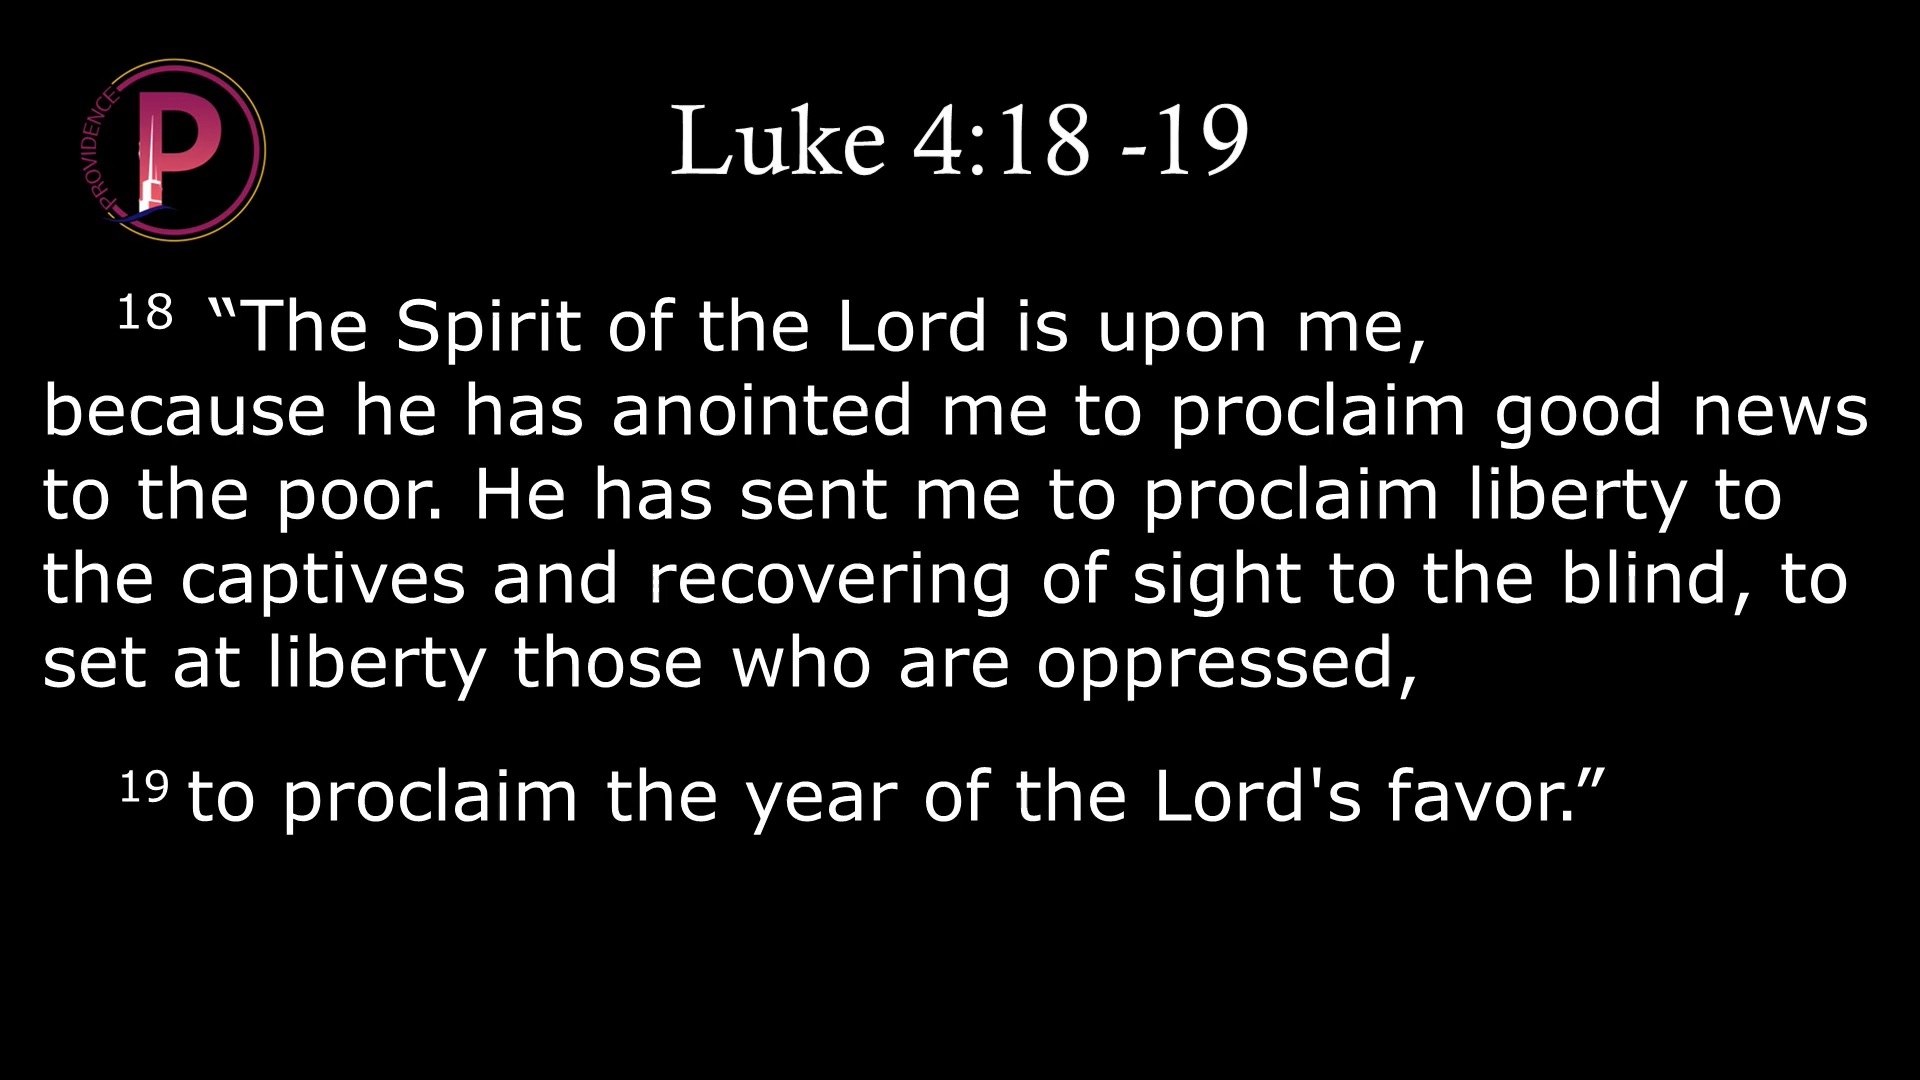 PROVIDENCE
P
Luke 4:18 -19
18 “The Spirit of the Lord is upon me,
because he has anointed me to proclaim good news
to the poor. He has sent me to proclaim liberty to
the captives and recovering of sight to the blind, to
set at liberty those who are oppressed,
19 to proclaim the year of the Lord's favor.”